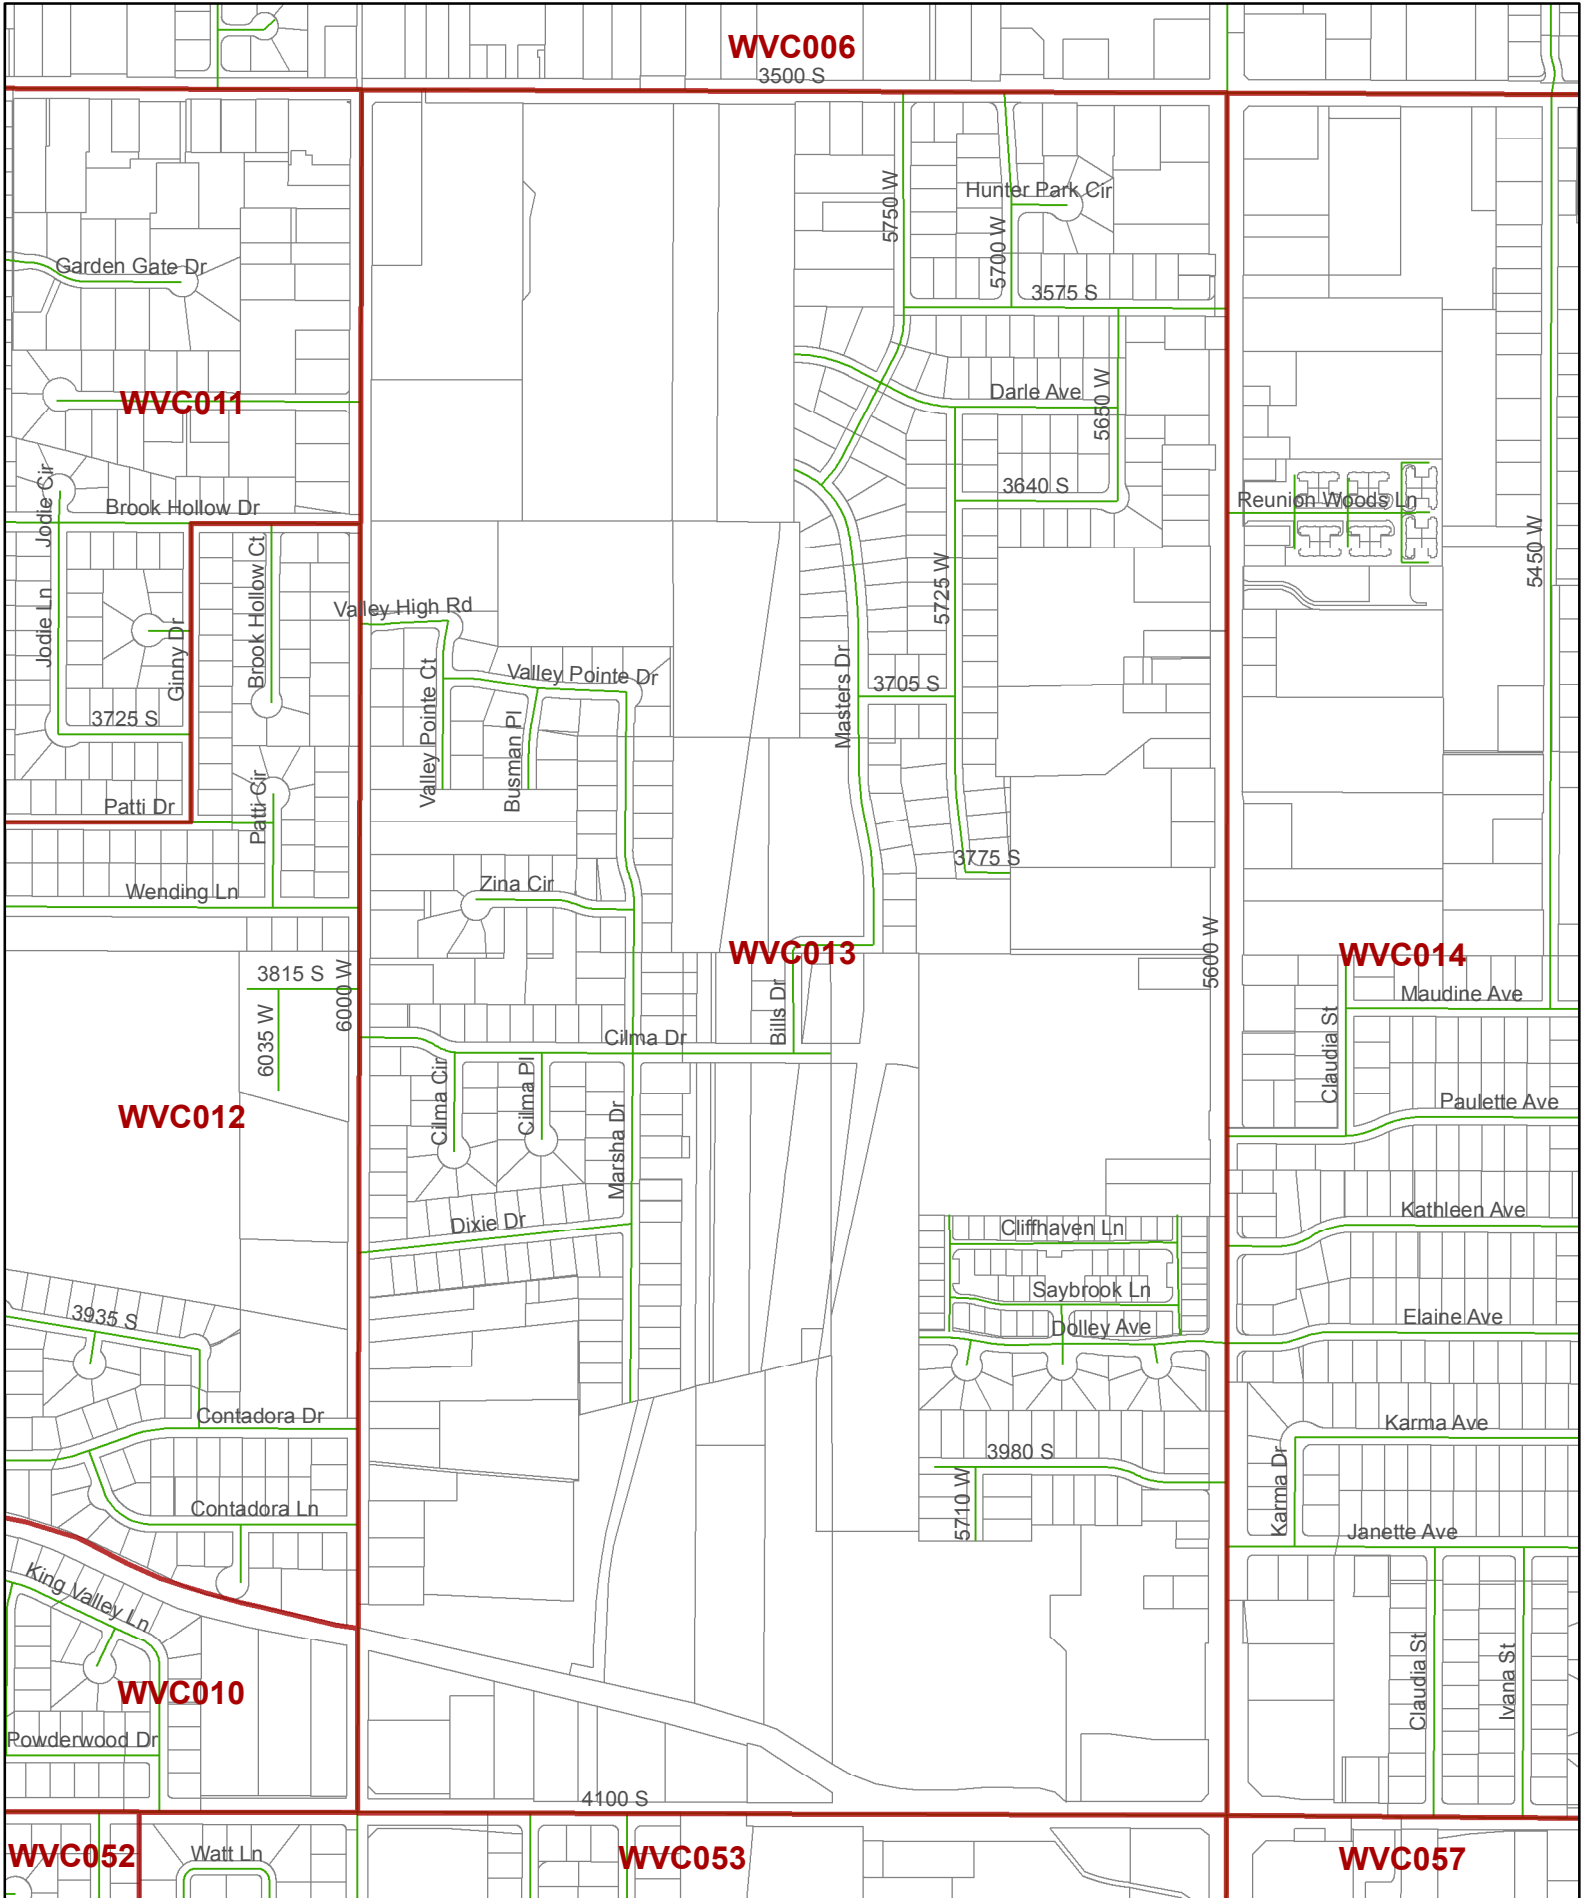 WVC006
3500 S
Hunter Park Cir
5750 W
5700 W
Garden Gate Dr
3575 S
WVC011
Darle Ave
5650 W
Jodie Cir
Brook Hollow Dr
3640 S
Reunion Woods Ln
5450 W
Brook Hollow Ct
Jodie Ln
Ginny Dr
Valley High Rd
5725 W
Valley Pointe Dr
3705 S
Valley Pointe Ct
Busman Pl
Masters Dr
3725 S
Patti Dr
Patti Cir
3775 S
Wending Ln
Zina Cir
WVC013
5600 W
WVC014
3815 S
6000 W
Maudine Ave
6035 W
Bills Dr
Cilma Dr
Claudia St
Cilma Cir
Cilma Pl
Marsha Dr
Paulette Ave
WVC012
Dixie Dr
Cliffhaven Ln
Kathleen Ave
Saybrook Ln
3935 S
Dolley Ave
Elaine Ave
Contadora Dr
Karma Ave
3980 S
5710 W
Karma Dr
Contadora Ln
Janette Ave
King Valley Ln
Claudia St
Ivana St
WVC010
Powderwood Dr
4100 S
WVC052
Watt Ln
WVC053
WVC057